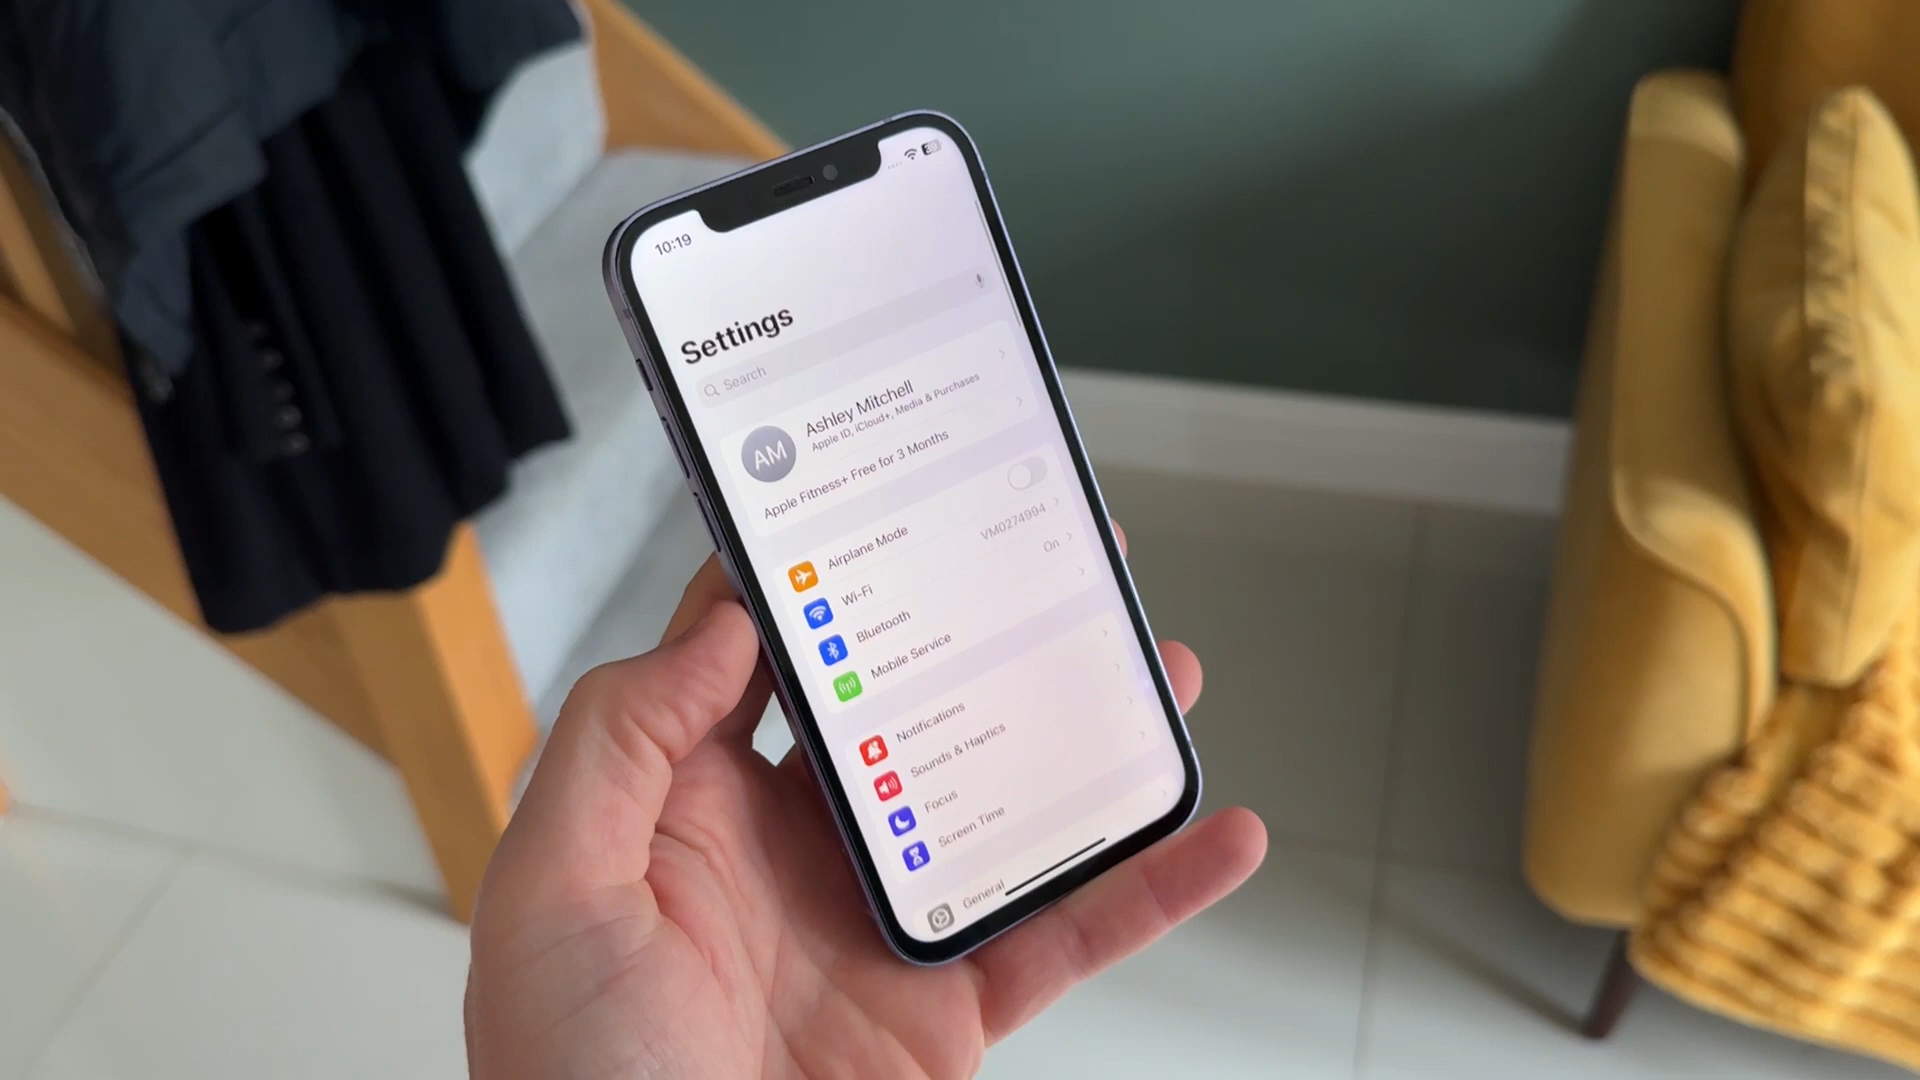 10:19
Settings
Search
AM
Ashley Mitchell
Apple ID, iCloud+, Media & Purchases
Apple Fitness+ Free for 3 Months
Airplane Mode
Wi-Fi VM0274994
Bluetooth On
Mobile Service
Notifications
Sounds & Haptics
Focus
Screen Time
General